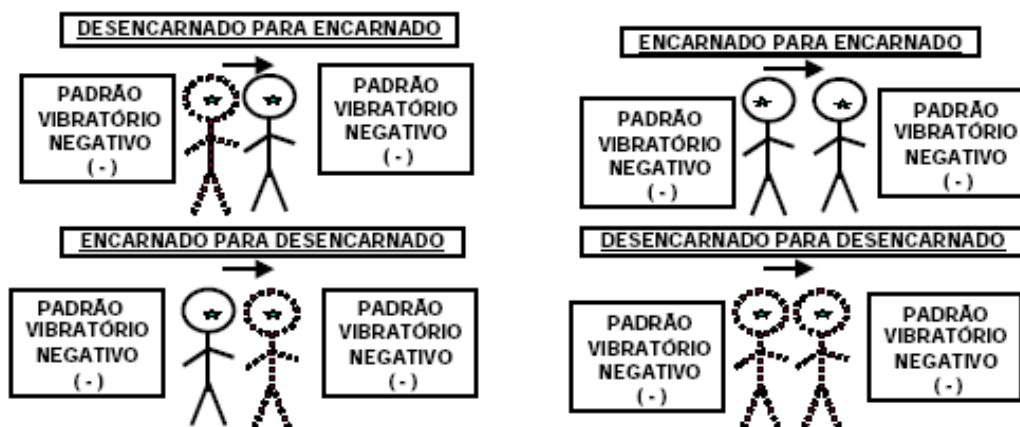 DESENCARNADO PARA ENCARNADO
PADRÃO
VIBRATÓRIO
NEGATIVO
( - )
PADRÃO
VIBRATÓRIO
NEGATIVO
( - )
ENCARNADO PARA ENCARNADO
PADRÃO
VIBRATÓRIO
NEGATIVO
( - )
PADRÃO
VIBRATÓRIO
NEGATIVO
( - )
ENCARNADO PARA DESENCARNADO
PADRÃO
VIBRATÓRIO
NEGATIVO
( - )
PADRÃO
VIBRATÓRIO
NEGATIVO
( - )
DESENCARNADO PARA DESENCARNADO
PADRÃO
VIBRATÓRIO
NEGATIVO
( - )
PADRÃO
VIBRATÓRIO
NEGATIVO
( - )